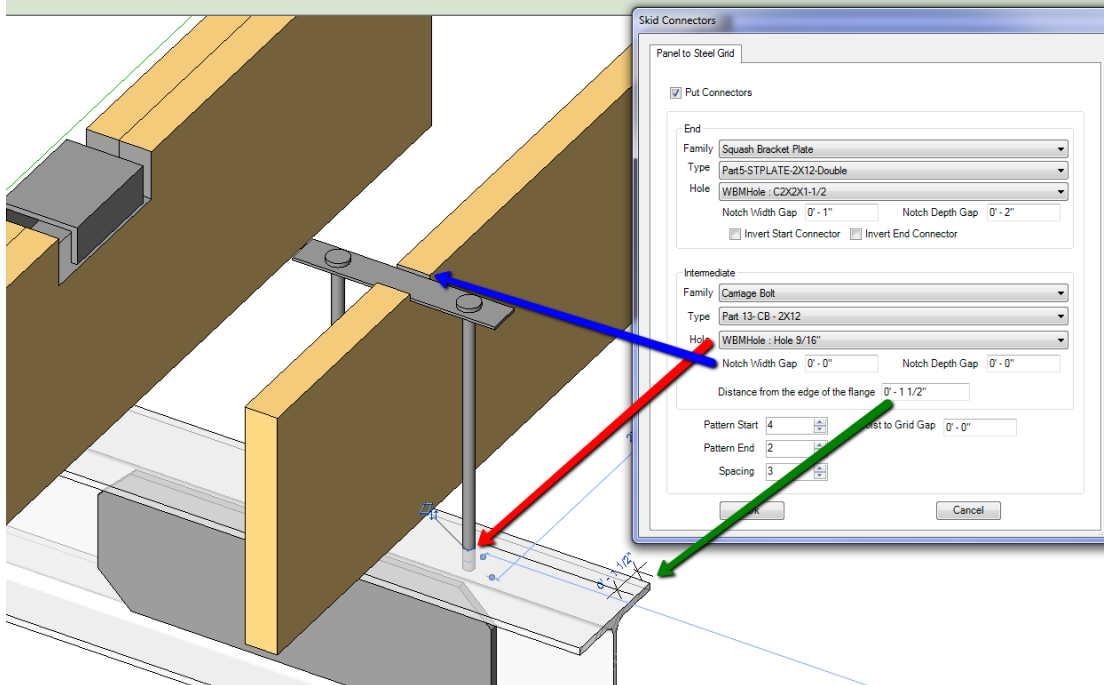 Skid Connectors
Panel to Steel Grid
Put Connectors
End
Family Squash Bracket Plate
Type Part5-STPLATE-2X12-Double
Hole WBMHole : C2X2X1-1/2
Notch Width Gap 0' - 1" Notch Depth Gap 0' - 2"
Invert Start Connector Invert End Connector
Intermediate
Family Carriage Bolt
Type Part 13- CB - 2X12
Hole WBMHole : Hole 9/16"
Notch Width Gap 0' - 0" Notch Depth Gap 0' - 0"
Distance from the edge of the flange 0' - 1 1/2"
Pattern Start 4 to Grid Gap 0' - 0"
Pattern End 2
Spacing 3
Cancel
0' - 1 1/2"